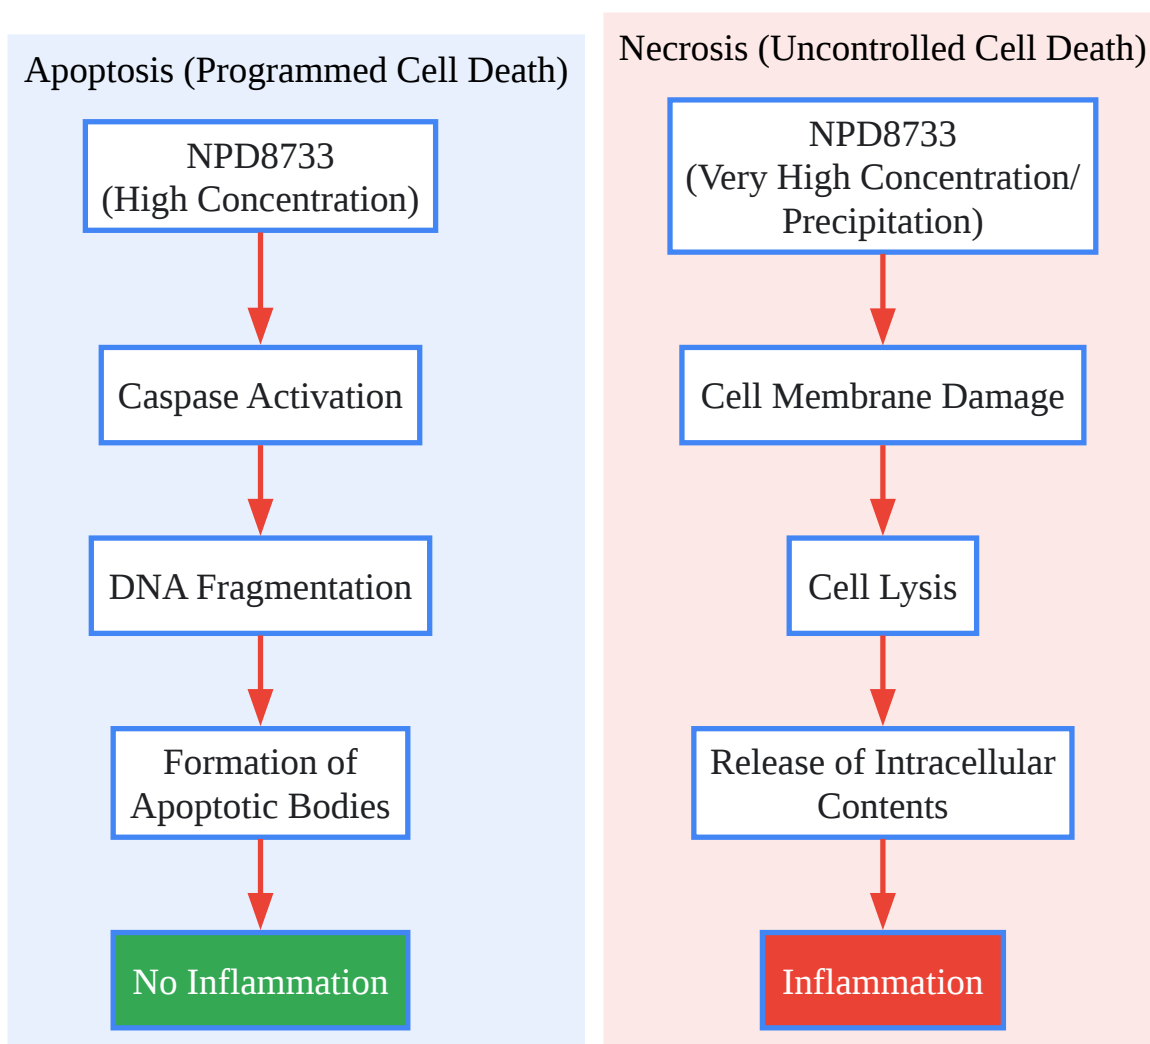 Apoptosis (Programmed Cell Death)
NPD8733
(High Concentration)
Caspase Activation
DNA Fragmentation
Formation of
Apoptotic Bodies
No Inflammation
Necrosis (Uncontrolled Cell Death)
NPD8733
(Very High Concentration/
Precipitation)
Cell Membrane Damage
Cell Lysis
Release of Intracellular
Contents
Inflammation